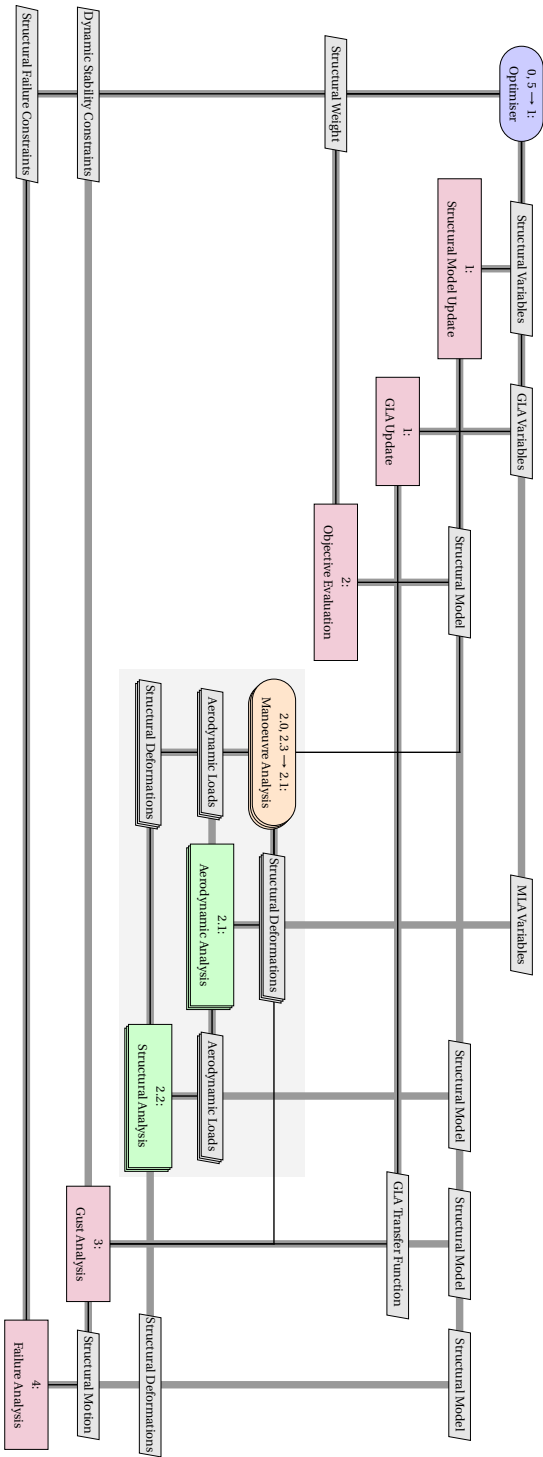 0, 5 → 1:
Optimiser
Structural Variables
GLA Variables
MLA Variables
1:
Structural Model Update
Structural Model
Structural Model
Structural Model
Structural Model
1:
GLA Update
GLA Transfer Function
Structural Weight
2:
Objective Evaluation
2.0, 2.3 → 2.1:
Manoeuvre Analysis
Structural Deformations
Aerodynamic Loads
2.1:
Aerodynamic Analysis
Aerodynamic Loads
Structural Deformations
2.2:
Structural Analysis
Structural Deformations
Dynamic Stability Constraints
3:
Gust Analysis
Structural Motion
Structural Failure Constraints
4:
Failure Analysis